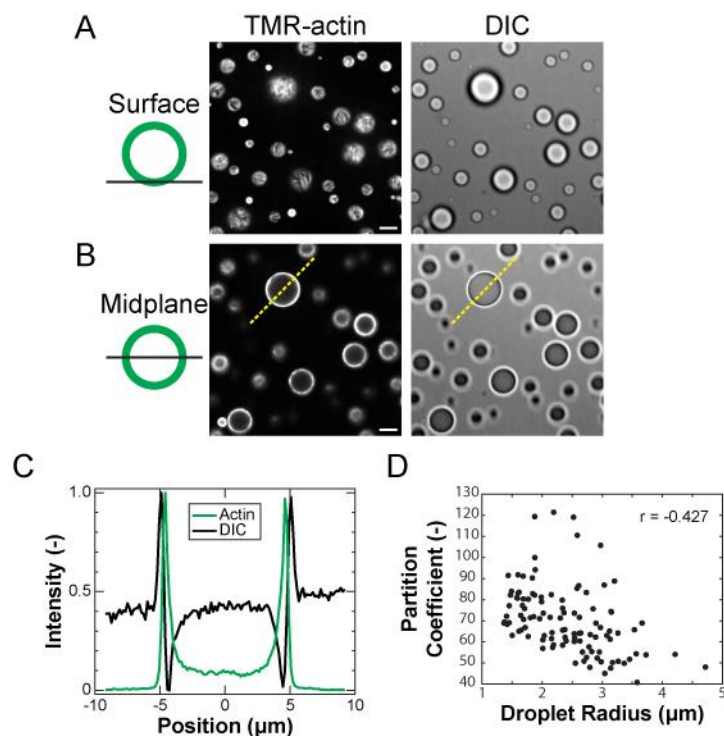 A
TMR-actin
DIC
Surface
B
Midplane
C
D
1.0
0.5
0
Intensity (-)
Actin
DIC
-10
-5
0
5
10
Position (µm)
130
120
110
100
90
80
70
60
50
40
Partition
Coefficient (-)
r = -0.427
1
2
3
4
5
Droplet Radius (µm)